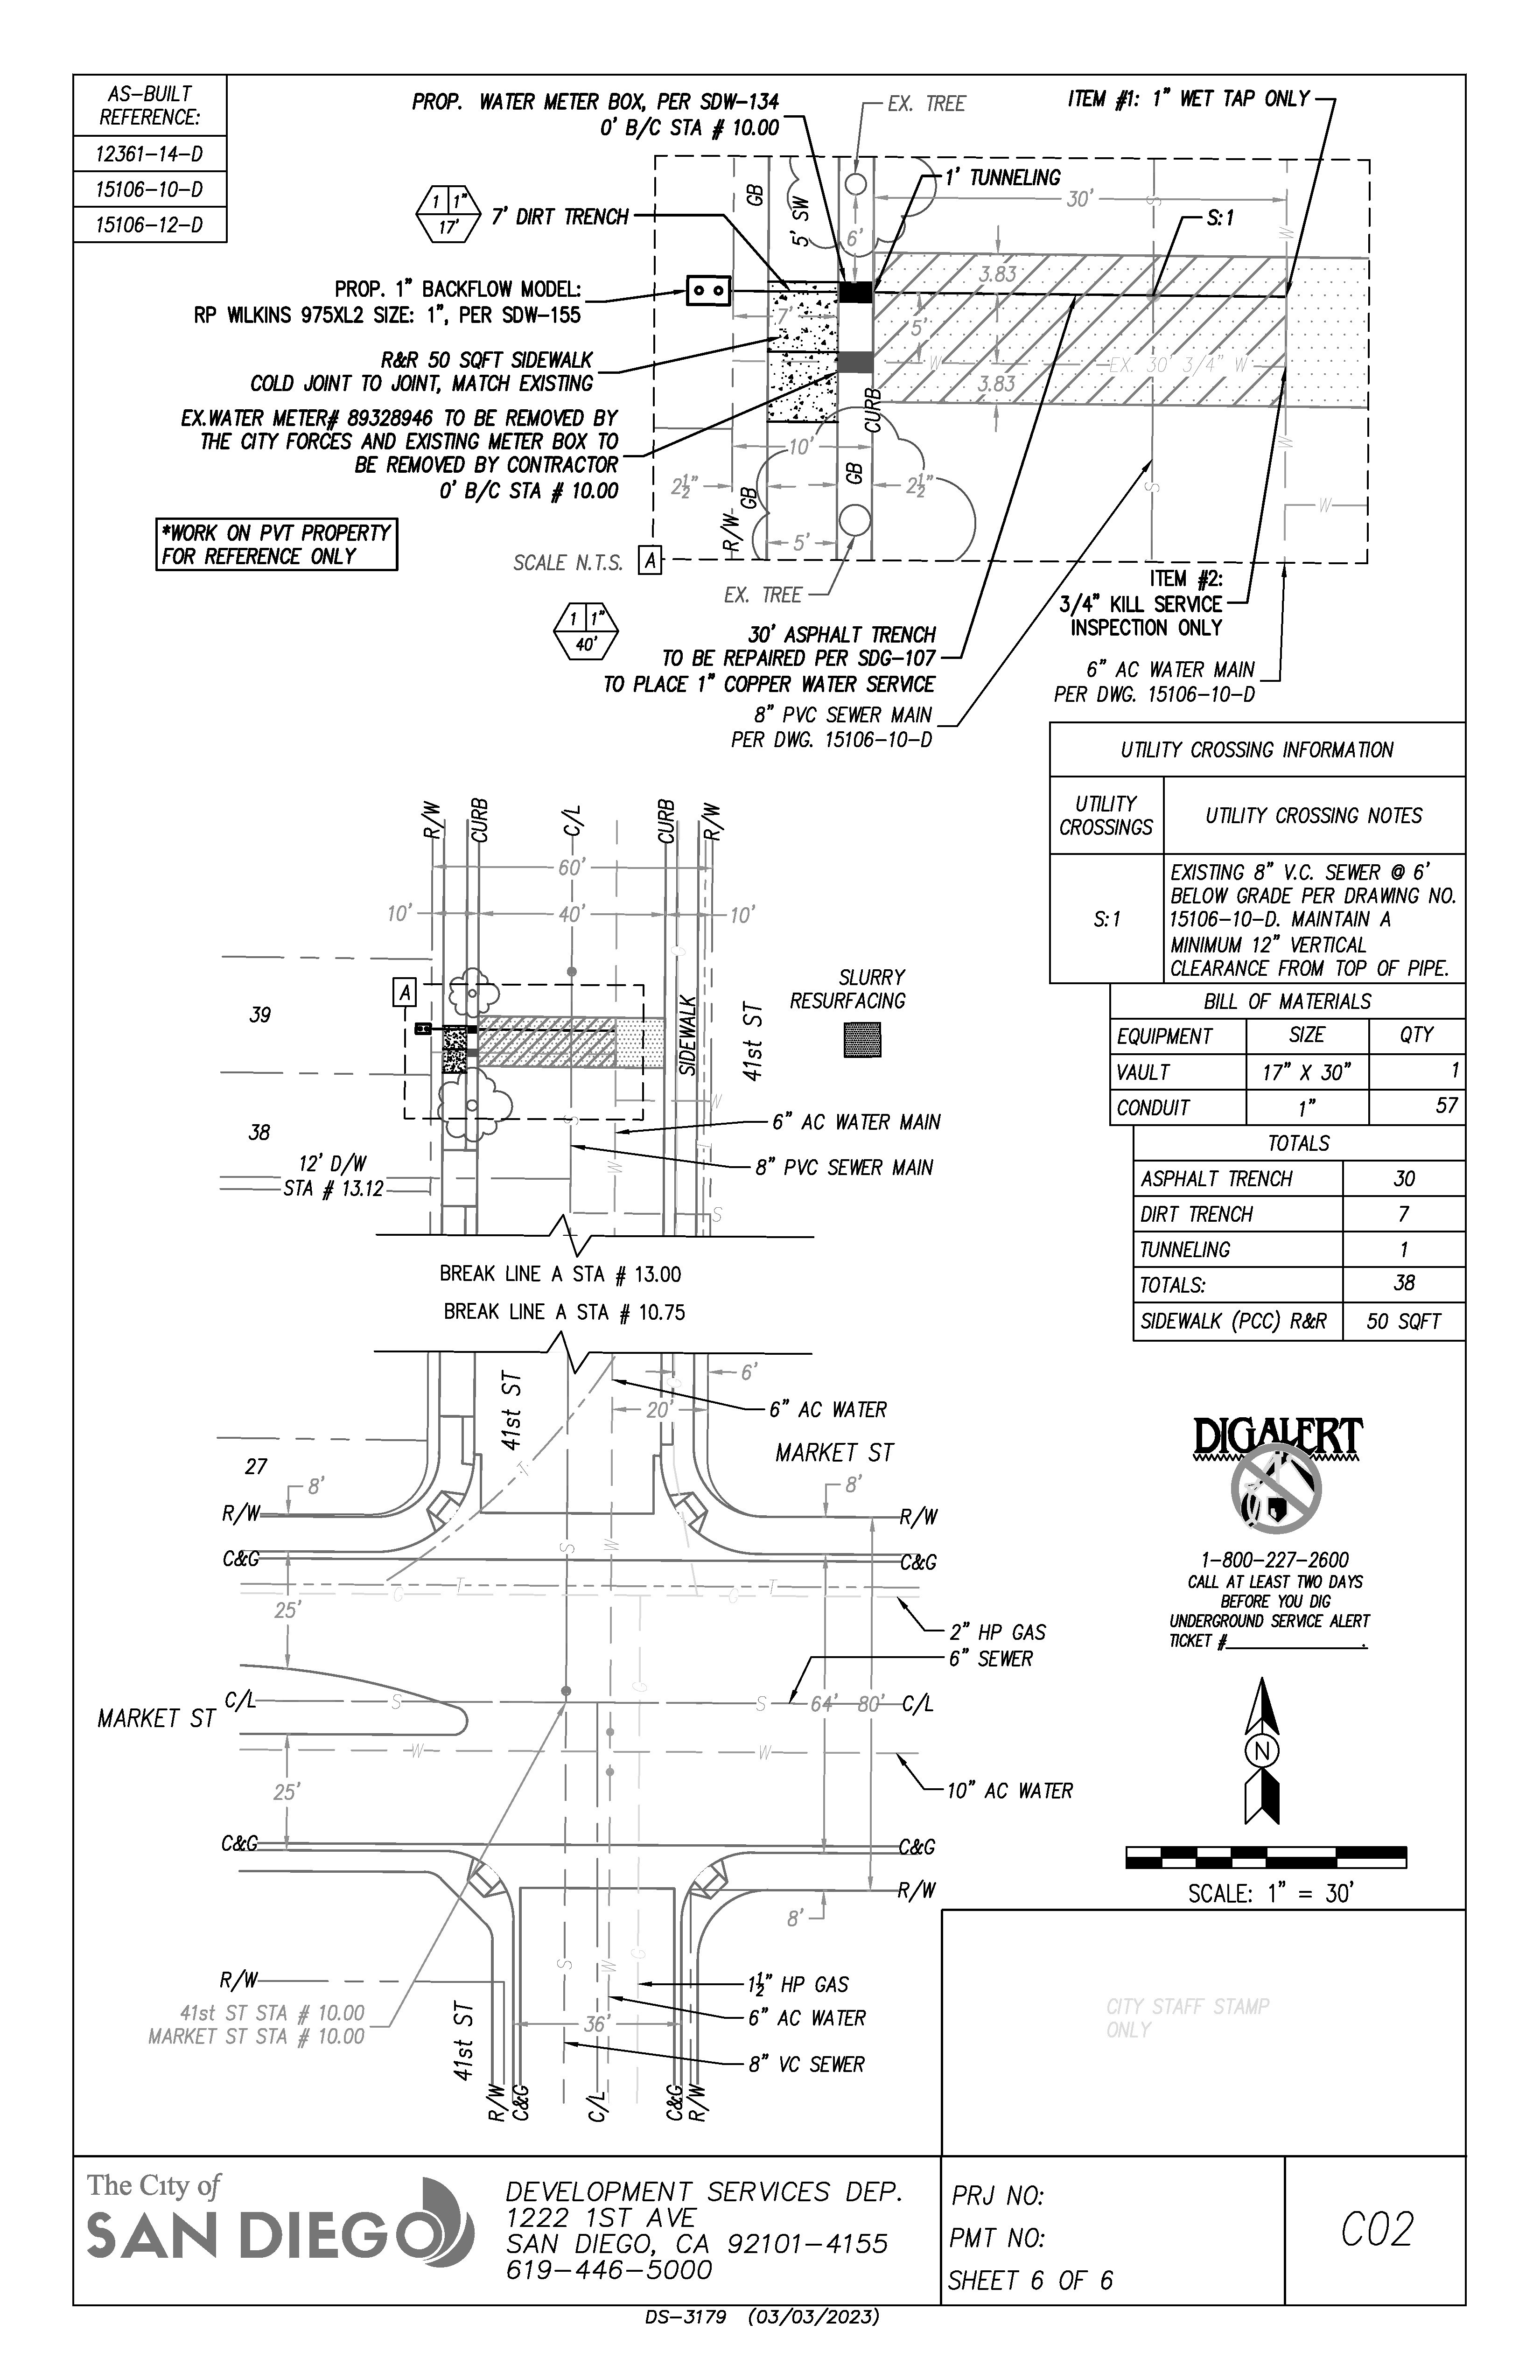 AS-BUILT
REFERENCE:
12361-14-D
15106-10-D
15106-12-D
PROP. WATER METER BOX, PER SDW-134
0' B/C STA # 10.00
EX. TREE
ITEM #1: 1" WET TAP ONLY
1' TUNNELING
1 1"
17'
7' DIRT TRENCH
GB
5' SW
6'
30'
S
W
S:1
3.83
PROP. 1" BACKFLOW MODEL:
RP WILKINS 975XL2 SIZE: 1", PER SDW-155
7'
5'
R&R 50 SQFT SIDEWALK
COLD JOINT TO JOINT, MATCH EXISTING
W
EX. 30' 3/4" W
3.83
CURB
EX.WATER METER# 89328946 TO BE REMOVED BY
THE CITY FORCES AND EXISTING METER BOX TO
BE REMOVED BY CONTRACTOR
0' B/C STA # 10.00
10'
W
2½"
GB
GB
2½"
S
W
R/W
5'
*WORK ON PVT PROPERTY
FOR REFERENCE ONLY
SCALE N.T.S.
A
EX. TREE
ITEM #2:
3/4" KILL SERVICE
INSPECTION ONLY
1 1"
40'
30' ASPHALT TRENCH
TO BE REPAIRED PER SDG-107
TO PLACE 1" COPPER WATER SERVICE
6" AC WATER MAIN
PER DWG. 15106-10-D
8" PVC SEWER MAIN
PER DWG. 15106-10-D
UTILITY CROSSING INFORMATION
UTILITY
CROSSINGS
UTILITY CROSSING NOTES
S:1
EXISTING 8" V.C. SEWER @ 6'
BELOW GRADE PER DRAWING NO.
15106-10-D. MAINTAIN A
MINIMUM 12" VERTICAL
CLEARANCE FROM TOP OF PIPE.
BILL OF MATERIALS
EQUIPMENT SIZE QTY
VAULT 17" X 30" 1
CONDUIT 1" 57
TOTALS
ASPHALT TRENCH 30
DIRT TRENCH 7
TUNNELING 1
TOTALS: 38
SIDEWALK (PCC) R&R 50 SQFT
R/W
CURB
C/L
CURB
R/W
60'
10'
40'
10'
G
A
39
SLURRY
RESURFACING
SIDEWALK
41st ST
W
38
S
6" AC WATER MAIN
T
12' D/W
STA # 13.12
W
8" PVC SEWER MAIN
S
BREAK LINE A STA # 13.00
BREAK LINE A STA # 10.75
41st ST
G
6'
20'
6" AC WATER
MARKET ST
T
27
8'
8'
R/W
R/W
S
W
C&G
C&G
G
T
G
T
25'
2" HP GAS
6" SEWER
G
MARKET ST
C/L
S
S
64'
80'
C/L
W
W
25'
10" AC WATER
C&G
C&G
R/W
8'
S
W
G
R/W
1½" HP GAS
41st ST STA # 10.00
MARKET ST STA # 10.00
41st ST
36'
6" AC WATER
8" VC SEWER
R/W
C&G
C/L
C&G
R/W
DIGALERT
1-800-227-2600
CALL AT LEAST TWO DAYS
BEFORE YOU DIG
UNDERGROUND SERVICE ALERT
TICKET #
N
SCALE: 1" = 30'
CITY STAFF STAMP
ONLY
The City of
SAN DIEGO
DEVELOPMENT SERVICES DEP.
1222 1ST AVE
SAN DIEGO, CA 92101-4155
619-446-5000
PRJ NO:
PMT NO:
SHEET 6 OF 6
C02
DS-3179 (03/03/2023)